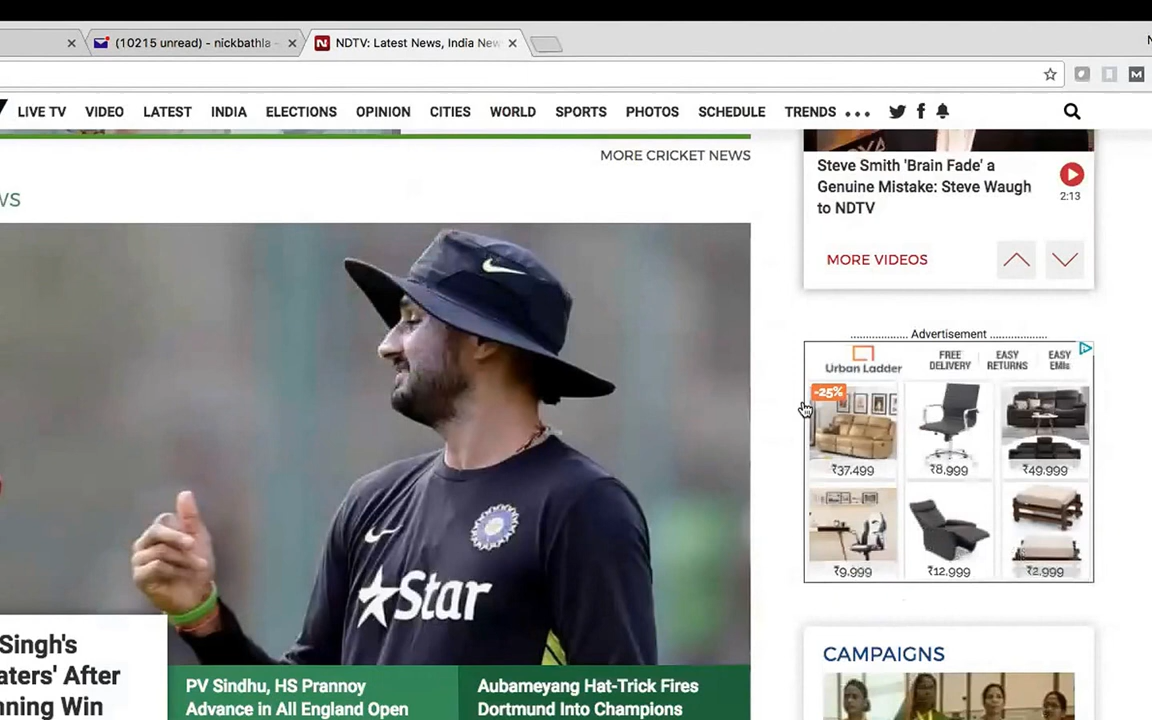 (10215 unread) - nickbathla -
NDTV: Latest News, India New
LIVE TV VIDEO LATEST INDIA ELECTIONS OPINION CITIES WORLD SPORTS PHOTOS SCHEDULE TRENDS
MORE CRICKET NEWS
WS
Star
Singh's
aters' After
nning Win
PV Sindhu, HS Prannoy
Advance in All England Open
Aubameyang Hat-Trick Fires
Dortmund Into Champions
Steve Smith 'Brain Fade' a
Genuine Mistake: Steve Waugh
to NDTV
2:13
MORE VIDEOS
Advertisement
Urban Ladder
FREE
DELIVERY
EASY
RETURNS
EASY
EMIs
-25%
₹37,499 ₹8,999 ₹49,999
₹9,999 ₹12,999 ₹2,999
CAMPAIGNS